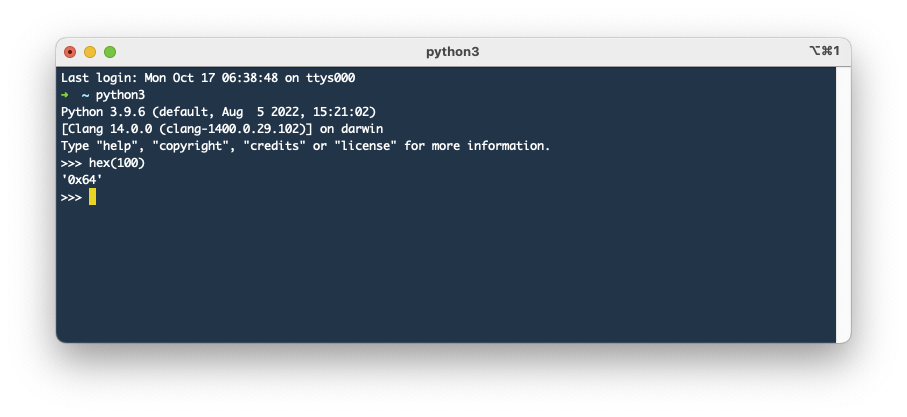 python3
⌥⌘1
Last login: Mon Oct 17 06:38:48 on ttys000
➜  ~ python3
Python 3.9.6 (default, Aug  5 2022, 15:21:02)
[Clang 14.0.0 (clang-1400.0.29.102)] on darwin
Type "help", "copyright", "credits" or "license" for more information.
>>> hex(100)
'0x64'
>>>